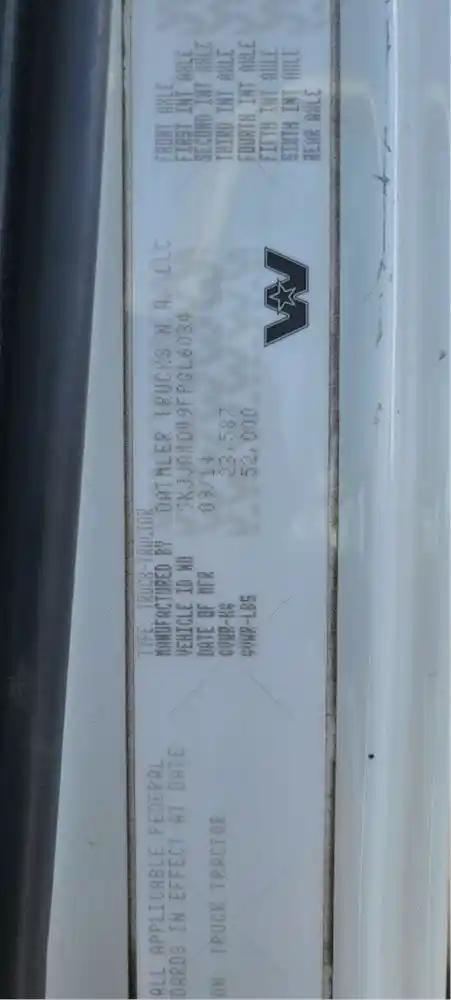 ALL APPLICABLE FEDERAL
DARDS IN EFFECT AT DATE
ON TRUCK TRACTOR
TYPE TRUCK-TRACTOR
MANUFACTURED BY DAIMLER TRUCKS N A LLC
VEHICLE ID NO
DATE OF MFR 09/14
GVWR-KG 23,587
GVWR-LBS 52,000
FRONT AXLE
FIRST INT AXLE
SECOND INT AXLE
THIRD INT AXLE
FOURTH INT AXLE
FIFTH INT AXLE
SIXTH INT AXLE
REAR AXLE